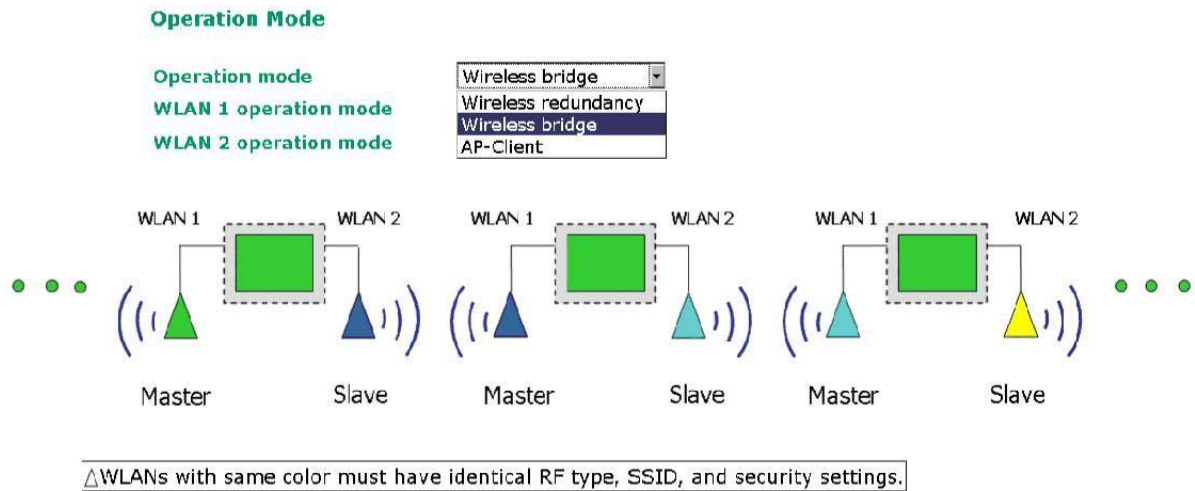 Operation Mode
Operation mode Wireless bridge
WLAN 1 operation mode Wireless redundancy
Wireless bridge
WLAN 2 operation mode AP-Client
WLAN 1 WLAN 2 WLAN 1 WLAN 2 WLAN 1 WLAN 2
Master Slave Master Slave Master Slave
△WLANs with same color must have identical RF type, SSID, and security settings.